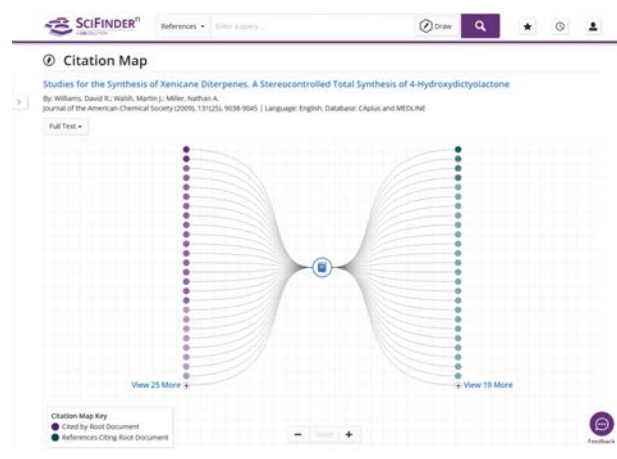 SCIFINDERⁿ
A CAS SOLUTION
References
Enter a query...
Draw
Citation Map
Studies for the Synthesis of Xenicane Diterpenes. A Stereocontrolled Total Synthesis of 4-Hydroxydictyolactone
By: Williams, David R.; Walsh, Martin J.; Miller, Nathan A.
Journal of the American Chemical Society (2009), 131(25), 9038-9045 | Language: English, Database: CAplus and MEDLINE
Full Text
View 25 More
View 19 More
Citation Map Key
Cited by Root Document
References Citing Root Document
Reset
Feedback